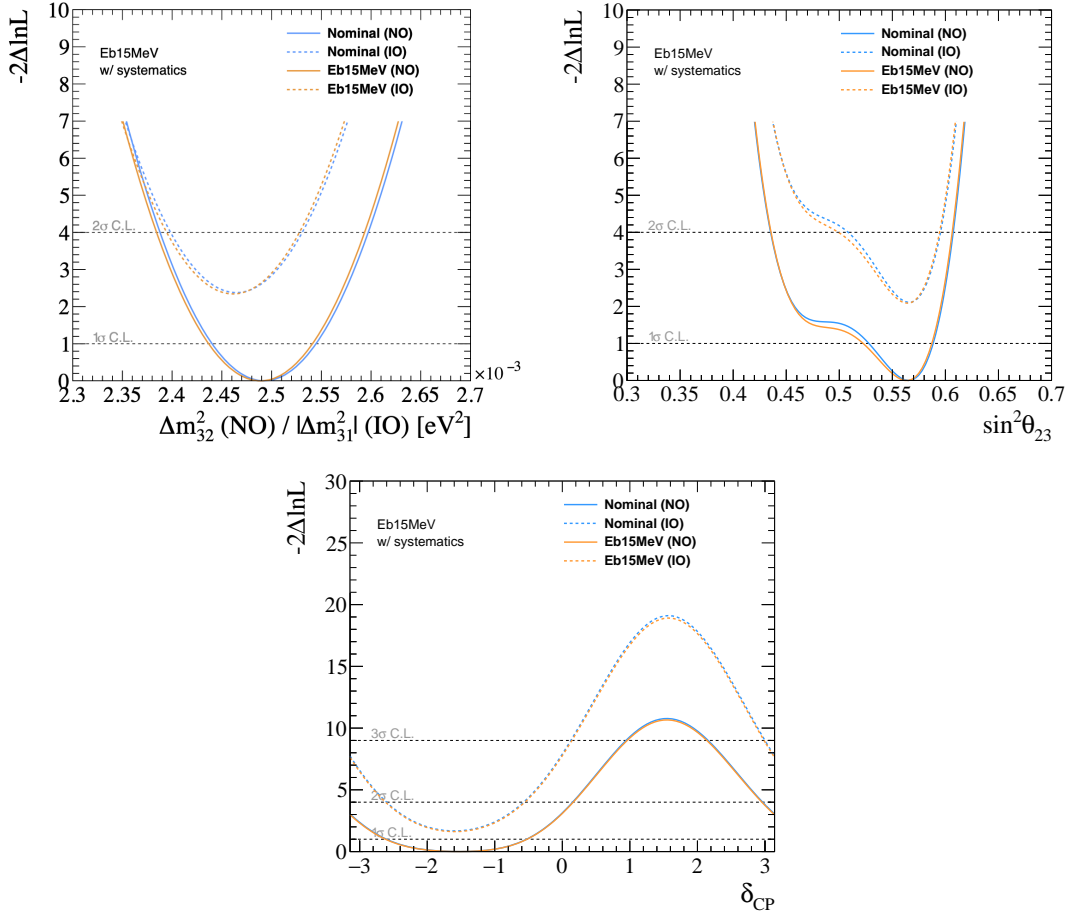 -2ΔlnL
10
9
8
7
6
5
4
3
2
1
0
Eb15MeV
w/ systematics
Nominal (NO)
Nominal (IO)
Eb15MeV (NO)
Eb15MeV (IO)
2σ C.L.
1σ C.L.
2.3 2.35 2.4 2.45 2.5 2.55 2.6 2.65 2.7
×10⁻³
Δm²₃₂ (NO) / |Δm²₃₁| (IO) [eV²]
-2ΔlnL
10
9
8
7
6
5
4
3
2
1
0
Eb15MeV
w/ systematics
Nominal (NO)
Nominal (IO)
Eb15MeV (NO)
Eb15MeV (IO)
2σ C.L.
1σ C.L.
0.3 0.35 0.4 0.45 0.5 0.55 0.6 0.65 0.7
sin²θ₂₃
-2ΔlnL
30
25
20
15
10
5
0
Eb15MeV
w/ systematics
Nominal (NO)
Nominal (IO)
Eb15MeV (NO)
Eb15MeV (IO)
3σ C.L.
2σ C.L.
1σ C.L.
−3 −2 −1 0 1 2 3
δ_CP